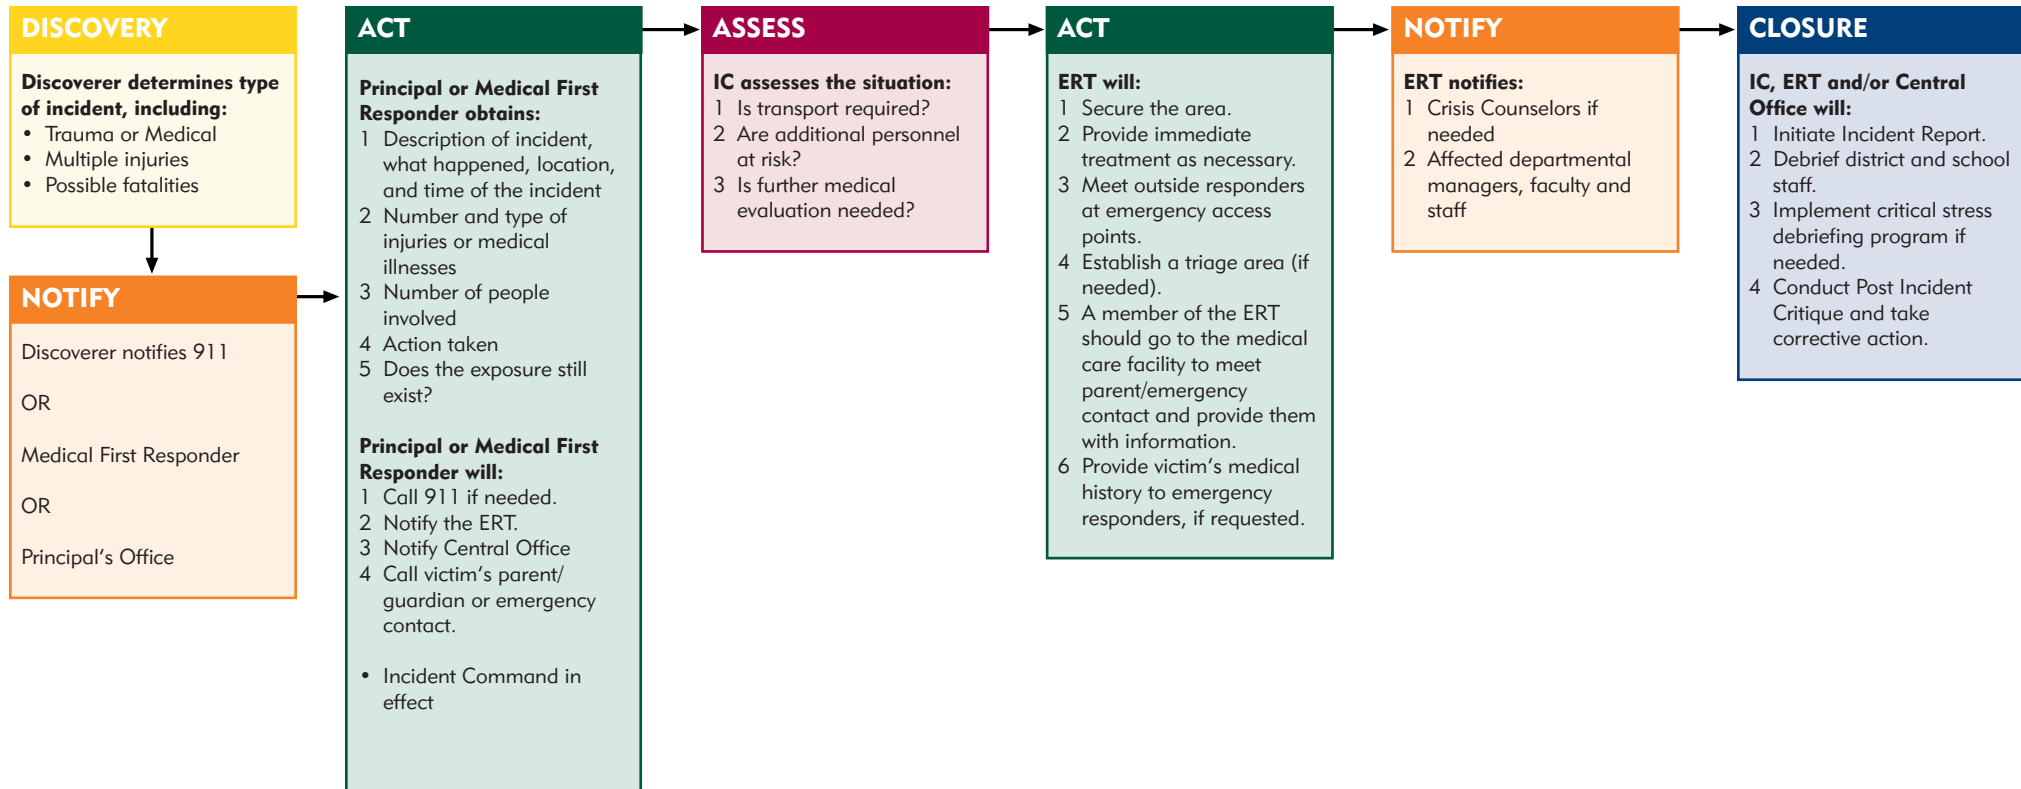 DISCOVERY
Discoverer determines type
of incident, including:
• Trauma or Medical
• Multiple injuries
• Possible fatalities
NOTIFY
Discoverer notifies 911
OR
Medical First Responder
OR
Principal’s Office
ACT
Principal or Medical First
Responder obtains:
1 Description of incident,
what happened, location,
and time of the incident
2 Number and type of
injuries or medical
illnesses
3 Number of people
involved
4 Action taken
5 Does the exposure still
exist?
Principal or Medical First
Responder will:
1 Call 911 if needed.
2 Notify the ERT.
3 Notify Central Office
4 Call victim’s parent/
guardian or emergency
contact.
• Incident Command in
effect
ASSESS
IC assesses the situation:
1 Is transport required?
2 Are additional personnel
at risk?
3 Is further medical
evaluation needed?
ACT
ERT will:
1 Secure the area.
2 Provide immediate
treatment as necessary.
3 Meet outside responders
at emergency access
points.
4 Establish a triage area (if
needed).
5 A member of the ERT
should go to the medical
care facility to meet
parent/emergency
contact and provide them
with information.
6 Provide victim’s medical
history to emergency
responders, if requested.
NOTIFY
ERT notifies:
1 Crisis Counselors if
needed
2 Affected departmental
managers, faculty and
staff
CLOSURE
IC, ERT and/or Central
Office will:
1 Initiate Incident Report.
2 Debrief district and school
staff.
3 Implement critical stress
debriefing program if
needed.
4 Conduct Post Incident
Critique and take
corrective action.